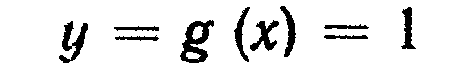 y = g (x) = 1